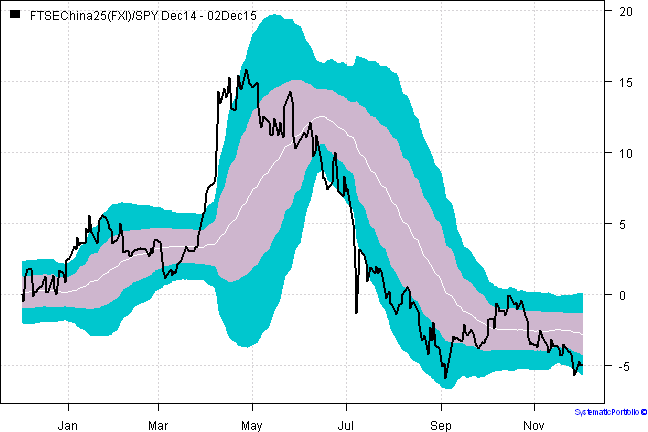 FTSEChina25(FXI)/SPY Dec14 - 02Dec15
20
15
10
5
0
-5
Jan Mar May Jul Sep Nov
SystematicPortfolio ©